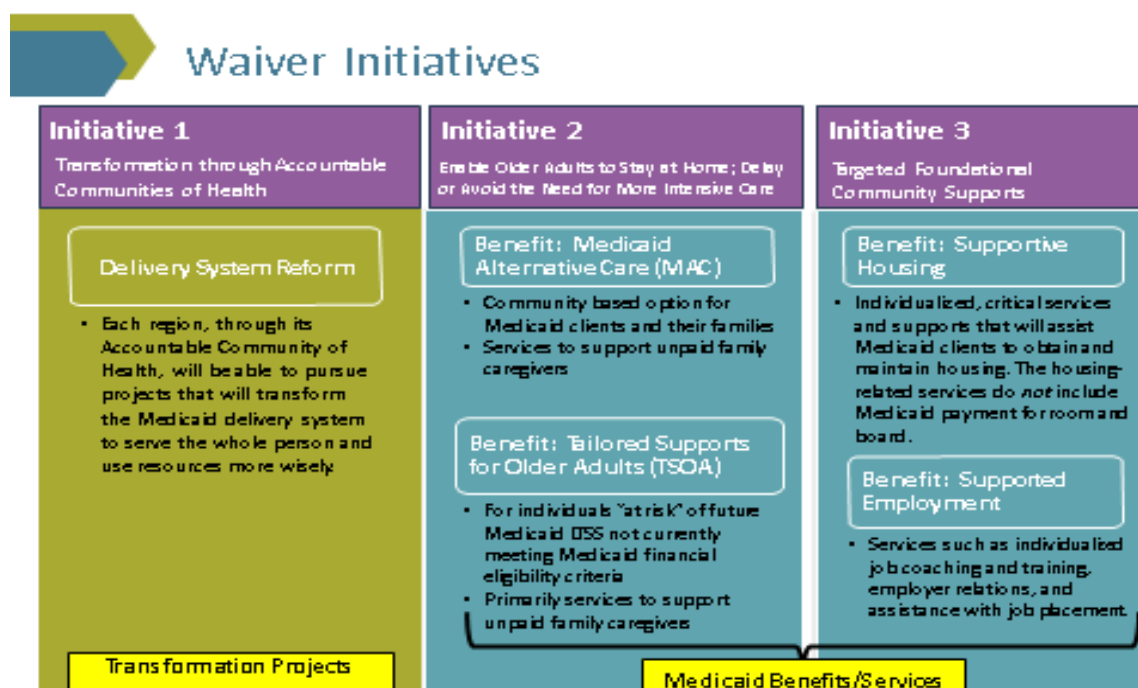 Waiver Initiatives
Initiative 1
Transformation through Accountable
Communities of Health
Delivery System Reform
• Each region, through its
Accountable Community of
Health, will be able to pursue
projects that will transform
the Medicaid delivery system
to serve the whole person and
use resources more wisely
Transformation Projects
Initiative 2
Enable Older Adults to Stay at Home; Delay
or Avoid the Need for More Intensive Care
Benefit: Medicaid
Alternative Care (MAC)
• Community based option for
Medicaid clients and their families
• Services to support unpaid family
caregivers
Benefit: Tailored Supports
for Older Adults (TSOA)
• For individuals "at risk" of future
Medicaid LTSS not currently
meeting Medicaid financial
eligibility criteria
• Primarily services to support
unpaid family caregivers
Initiative 3
Targeted Foundational
Community Supports
Benefit: Supportive
Housing
• Individualized, critical services
and supports that will assist
Medicaid clients to obtain and
maintain housing. The housing-
related services do not include
Medicaid payment for room and
board.
Benefit: Supported
Employment
• Services such as individualized
job coaching and training,
employer relations, and
assistance with job placement.
Medicaid Benefits/Services